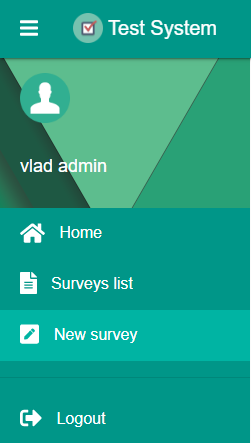 Test System
vlad admin
Home
Surveys list
New survey
Logout